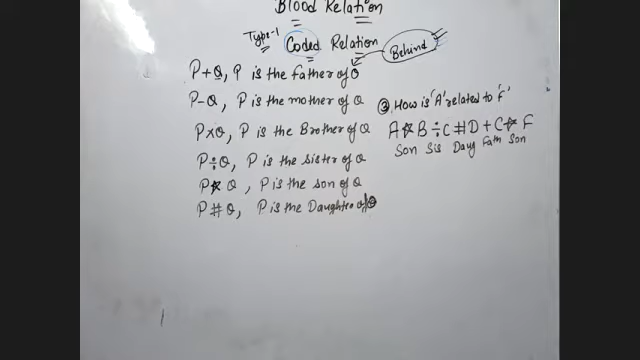 Blood Relation
Type-1
Coded Relation
Behind
P+Q, P is the father of Q
P-Q, P is the mother of Q
P×Q, P is the Brother of Q
P÷Q, P is the sister of Q
P☆Q, P is the son of Q
P#Q, P is the Daughter of Q
③ How is 'A' related to 'F'
A☆B÷C#D+C☆F
Son Sis Daug Fath Son